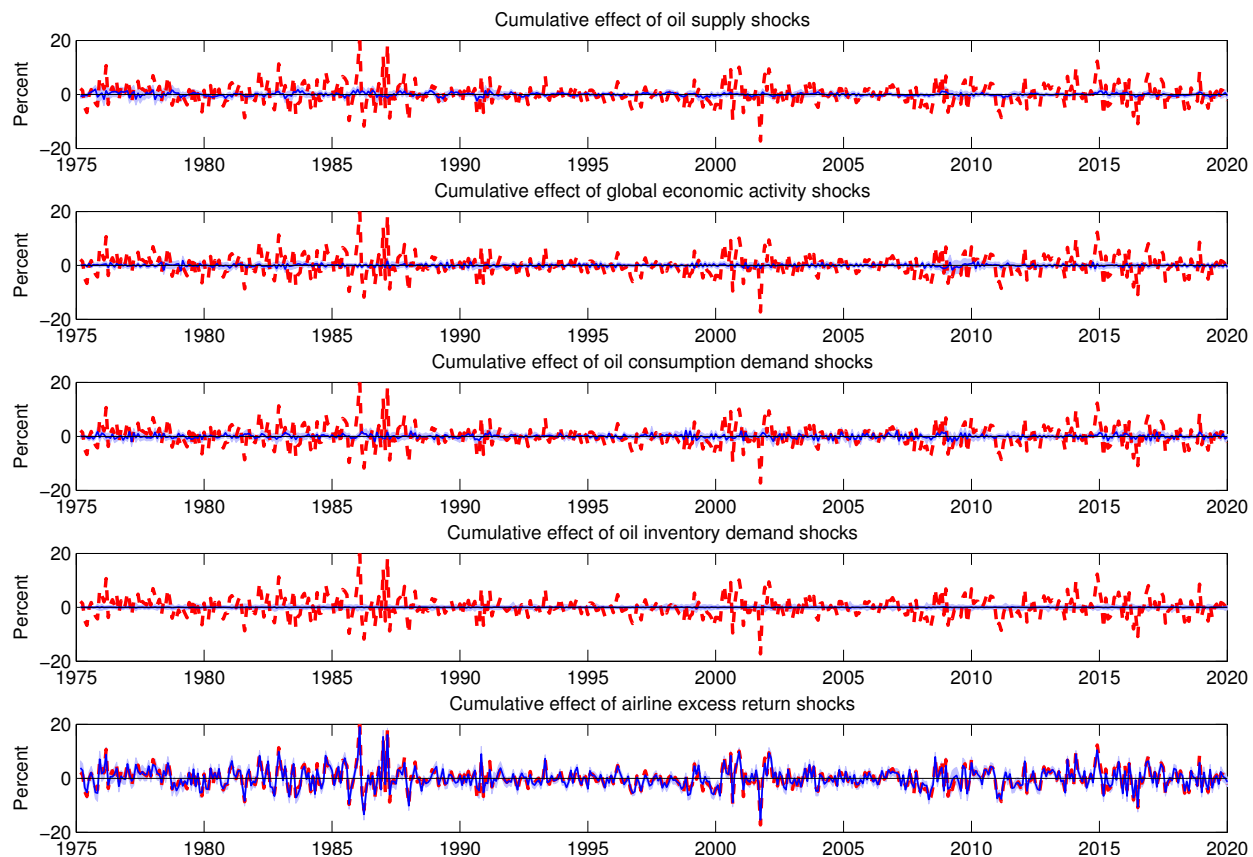 Cumulative effect of oil supply shocks
20
0
−20
Percent
1975 1980 1985 1990 1995 2000 2005 2010 2015 2020
Cumulative effect of global economic activity shocks
20
0
−20
Percent
1975 1980 1985 1990 1995 2000 2005 2010 2015 2020
Cumulative effect of oil consumption demand shocks
20
0
−20
Percent
1975 1980 1985 1990 1995 2000 2005 2010 2015 2020
Cumulative effect of oil inventory demand shocks
20
0
−20
Percent
1975 1980 1985 1990 1995 2000 2005 2010 2015 2020
Cumulative effect of airline excess return shocks
20
0
−20
Percent
1975 1980 1985 1990 1995 2000 2005 2010 2015 2020